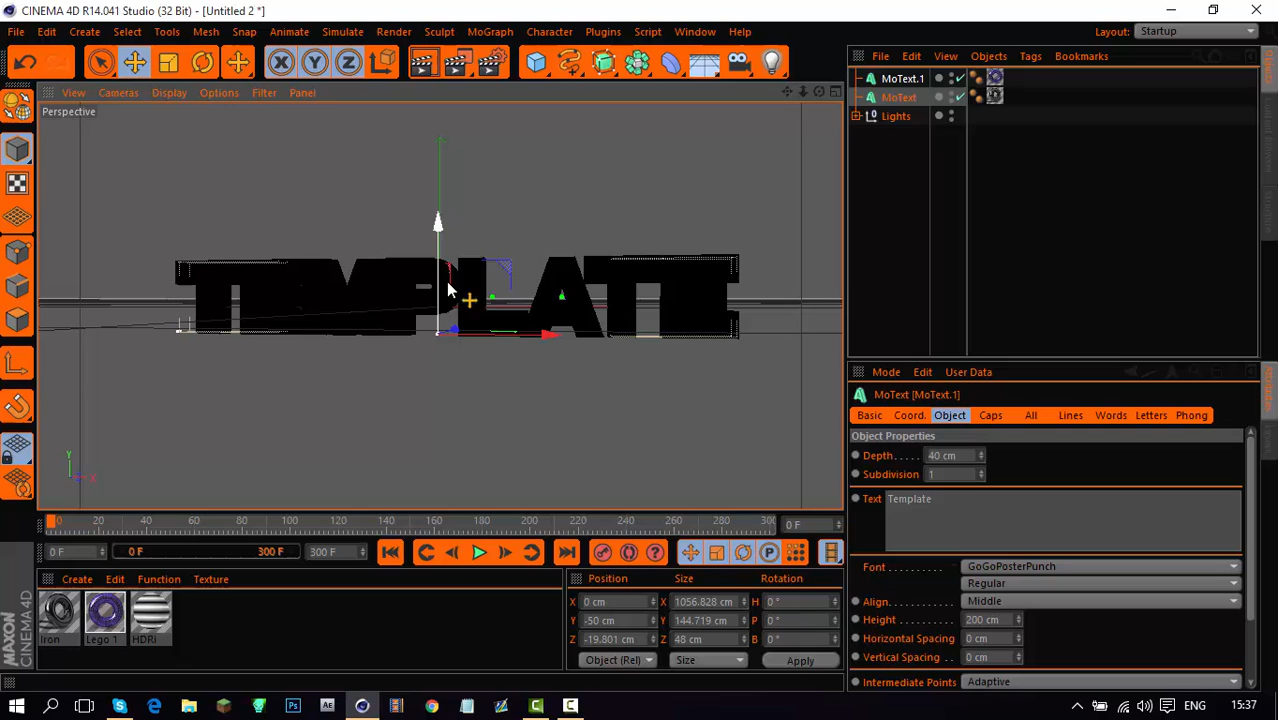 CINEMA 4D R14.041 Studio (32 Bit) - [Untitled 2 *]
File Edit Create Select Tools Mesh Snap Animate Simulate Render Sculpt MoGraph Character Plugins Script Window Help
Layout: Startup
X Y Z
File Edit View Objects Tags Bookmarks
View Cameras Display Options Filter Panel
MoText.1
MoText
Lights
Perspective
TEMPLATE
Y
X
Mode Edit User Data
MoText [MoText.1]
Basic Coord. Object Caps All Lines Words Letters Phong
Object Properties
Depth 40 cm
Subdivision 1
Text Template
Font GoGoPosterPunch
Regular
Align Middle
Height 200 cm
Horizontal Spacing 0 cm
Vertical Spacing 0 cm
Intermediate Points Adaptive
0 20 40 60 80 100 120 140 160 180 200 220 240 260 280 300 0 F
0 F 0 F 300 F 300 F
P
Create Edit Function Texture
Iron Lego 1 HDRi
Position Size Rotation
X 0 cm X 1056.828 cm H 0 °
Y -50 cm Y 144.719 cm P 0 °
Z -19.801 cm Z 48 cm B 0 °
Object (Rel) Size Apply
MAXON CINEMA 4D
Ps Ae
ENG 15:37